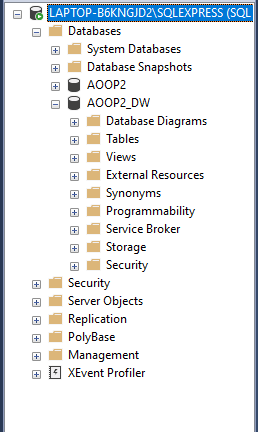 LAPTOP-B6KNGJD2\SQLEXPRESS (SQL
Databases
System Databases
Database Snapshots
AOOP2
AOOP2_DW
Database Diagrams
Tables
Views
External Resources
Synonyms
Programmability
Service Broker
Storage
Security
Security
Server Objects
Replication
PolyBase
Management
XEvent Profiler